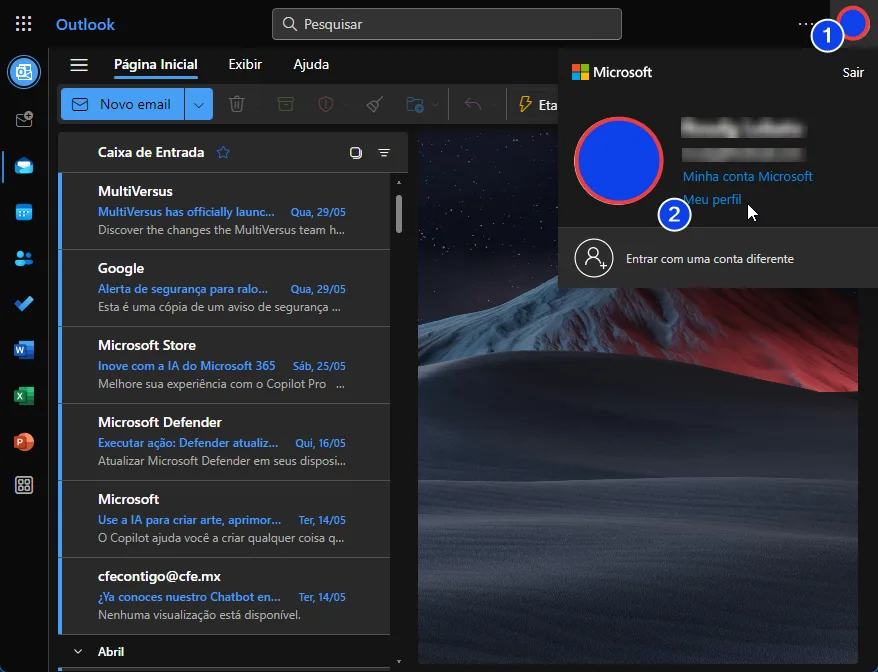 Outlook
Pesquisar
1
Página Inicial
Exibir
Ajuda
Microsoft
Sair
Novo email
Eta
Minha conta Microsoft
Meu perfil
2
Entrar com uma conta diferente
Caixa de Entrada
MultiVersus
MultiVersus has officially launc... Qua, 29/05
Discover the changes the MultiVersus team h...
Google
Alerta de segurança para ralo... Qua, 29/05
Esta é uma cópia de um aviso de segurança ...
Microsoft Store
Inove com a IA do Microsoft 365 Sáb, 25/05
Melhore sua experiência com o Copilot Pro ...
Microsoft Defender
Executar ação: Defender atualiz... Qui, 16/05
Atualizar Microsoft Defender em seus disposi...
Microsoft
Use a IA para criar arte, aprimor... Ter, 14/05
O Copilot ajuda você a criar qualquer coisa q...
cfecontigo@cfe.mx
¿Ya conoces nuestro Chatbot en... Ter, 14/05
Nenhuma visualização está disponível.
Abril